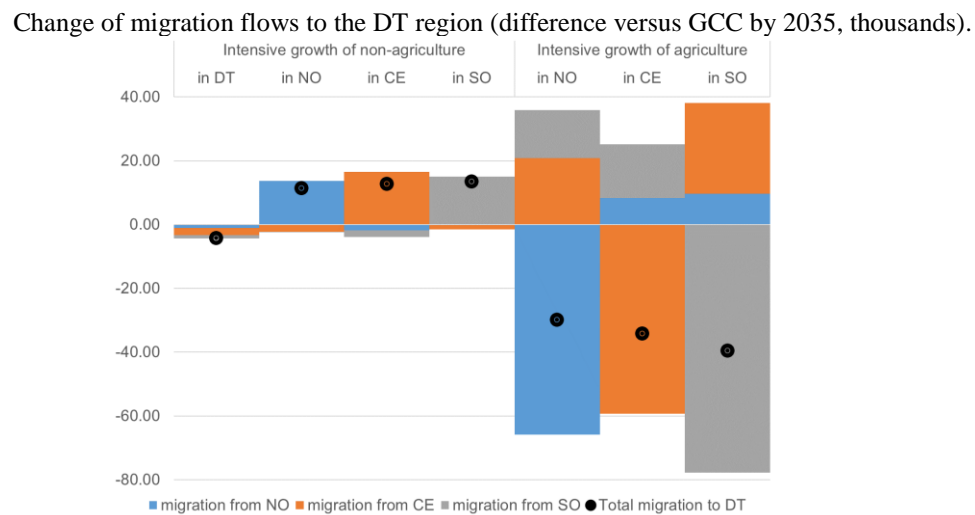 Change of migration flows to the DT region (difference versus GCC by 2035, thousands).
Intensive growth of non-agriculture Intensive growth of agriculture
in DT in NO in CE in SO in NO in CE in SO
40.00
20.00
0.00
-20.00
-40.00
-60.00
-80.00
migration from NO migration from CE migration from SO Total migration to DT